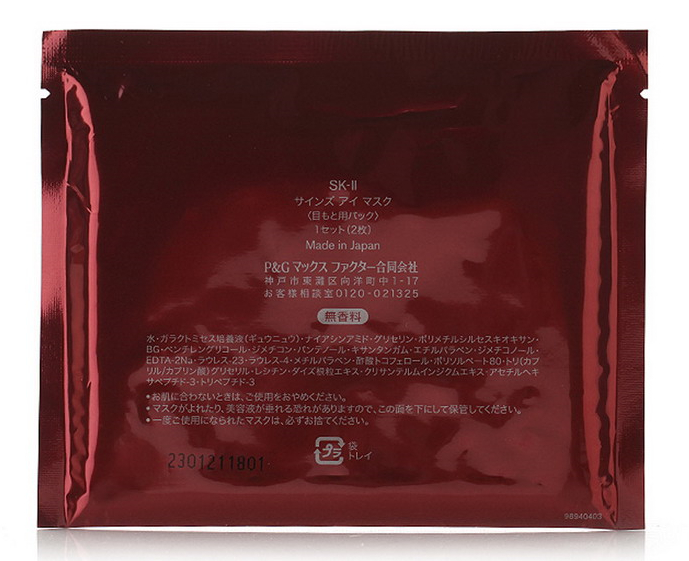 SK-II
サインズ アイ マスク
〈目もと用パック〉
1セット(2枚)
Made in Japan
P&G マックス ファクター合同会社
神戸市東灘区向洋町中1-17
お客様相談室0120-021325
無香料
水・ガラクトミセス培養液(ギュウニュウ)・ナイアシンアミド・グリセリン・ポリメチルシルセスキオキサン・
BG・ペンチレングリコール・ジメチコン・パンテノール・キサンタンガム・エチルパラベン・ジメチコノール・
EDTA-2Na・ラウレス-23・ラウレス-4・メチルパラベン・酢酸トコフェロール・ポリソルベート80・トリ(カプ
リル/カプリン酸)グリセリル・レシチン・ダイズ根粒エキス・クリサンテルムインジクムエキス・アセチルヘキ
サペプチド-3・トリペプチド-3
•お肌に合わないときは、ご使用をおやめください。
•マスクがよれたり、美容液が垂れる恐れがありますので、この面を下にして保管してください。
•一度ご使用になられたマスクは、必ずお捨てください。
プラ
袋
トレイ
2301211801
98940403